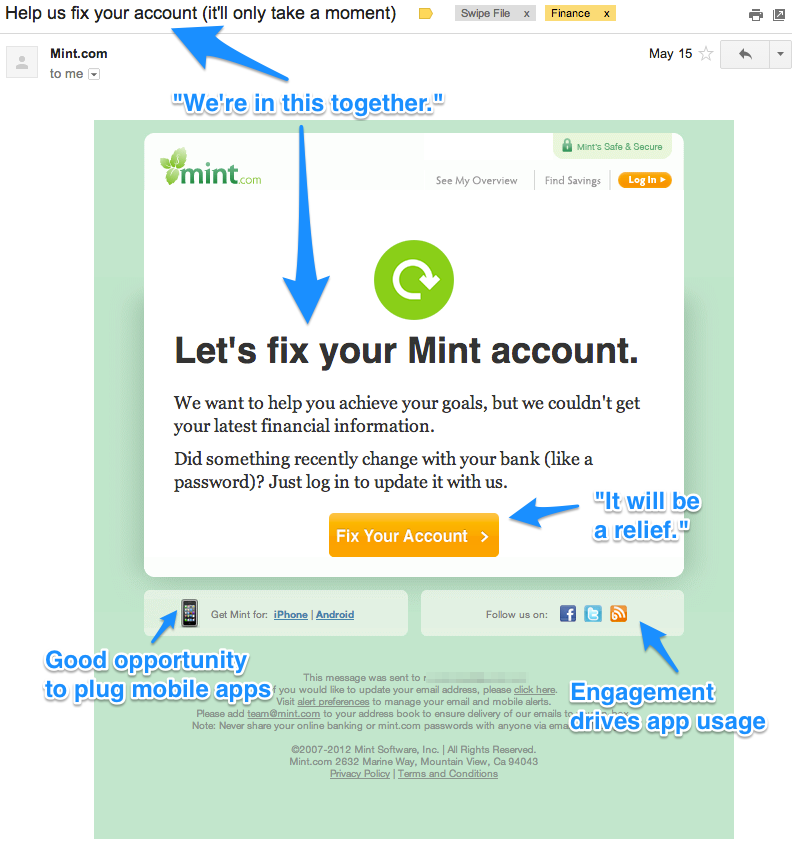 Help us fix your account (it'll only take a moment)
Swipe File x
Finance x
Mint.com
May 15
to me
"We're in this together."
Mint's Safe & Secure
mint.com
See My Overview
Find Savings
Log In
Let's fix your Mint account.
We want to help you achieve your goals, but we couldn't get
your latest financial information.
Did something recently change with your bank (like a
password)? Just log in to update it with us.
Fix Your Account >
"It will be
a relief."
Get Mint for: iPhone | Android
Follow us on:
Good opportunity
to plug mobile apps
Engagement
drives app usage
This message was sent to
f you would like to update your email address, please click here.
Visit alert preferences to manage your email and mobile alerts.
Please add team@mint.com to your address book to ensure delivery of our emails to
Note: Never share your online banking or mint.com passwords with anyone via
©2007-2012 Mint Software, Inc. | All Rights Reserved.
Mint.com 2632 Marine Way, Mountain View, Ca 94043
Privacy Policy | Terms and Conditions